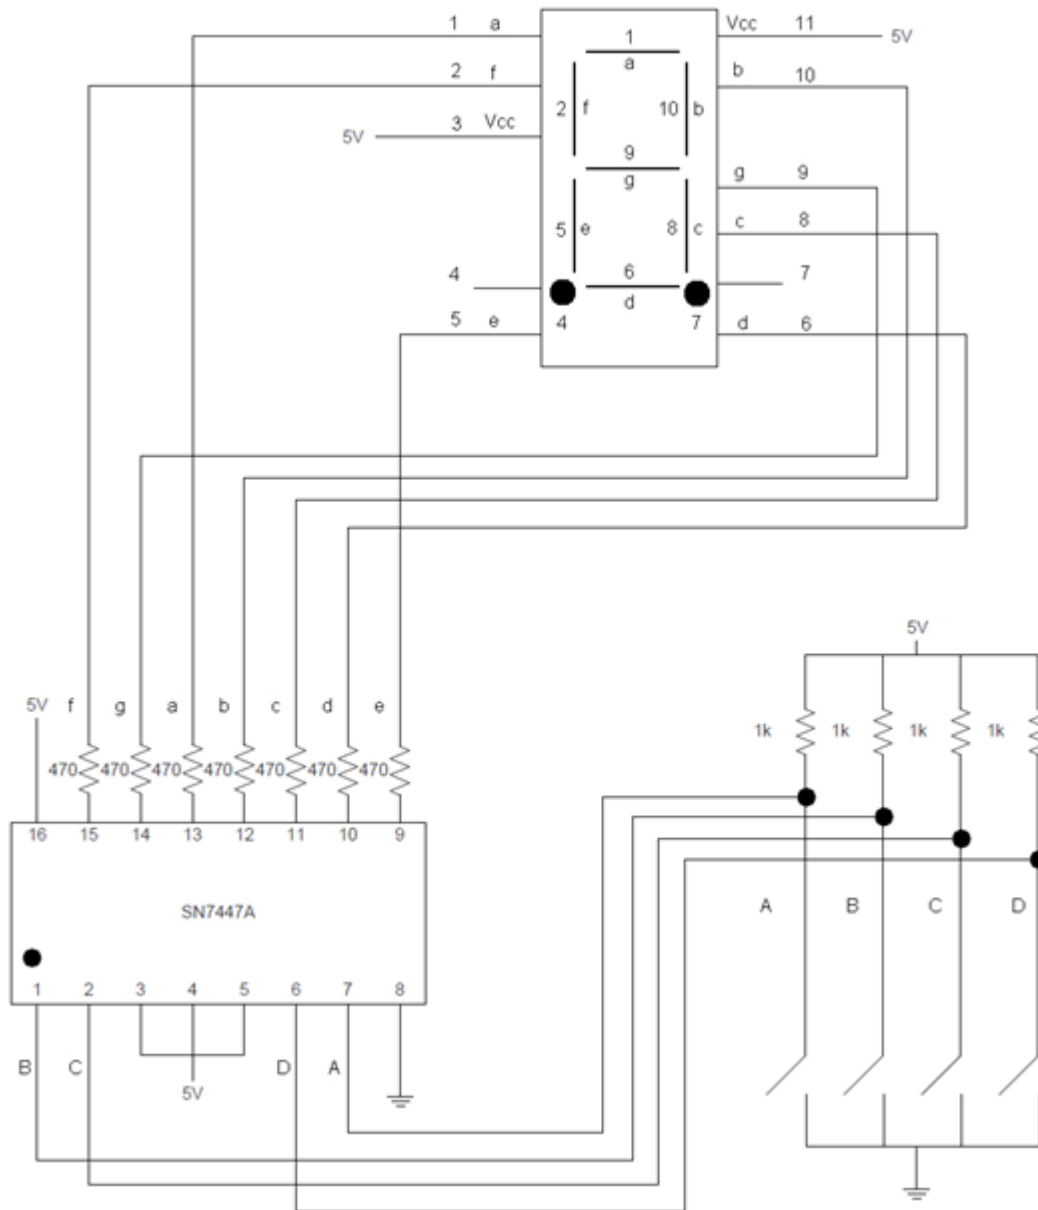 1 a Vcc 11
5V
1
a
2 f b 10
2 f 10 b
3 Vcc
5V
9
g
g 9
c 8
5 e 8 c
4 6 7
d
5 e 4 7 d 6
5V
5V f g a b c d e
1k 1k 1k 1k
470 470 470 470 470 470 470
16 15 14 13 12 11 10 9
SN7447A
A B C D
1 2 3 4 5 6 7 8
B C D A
5V